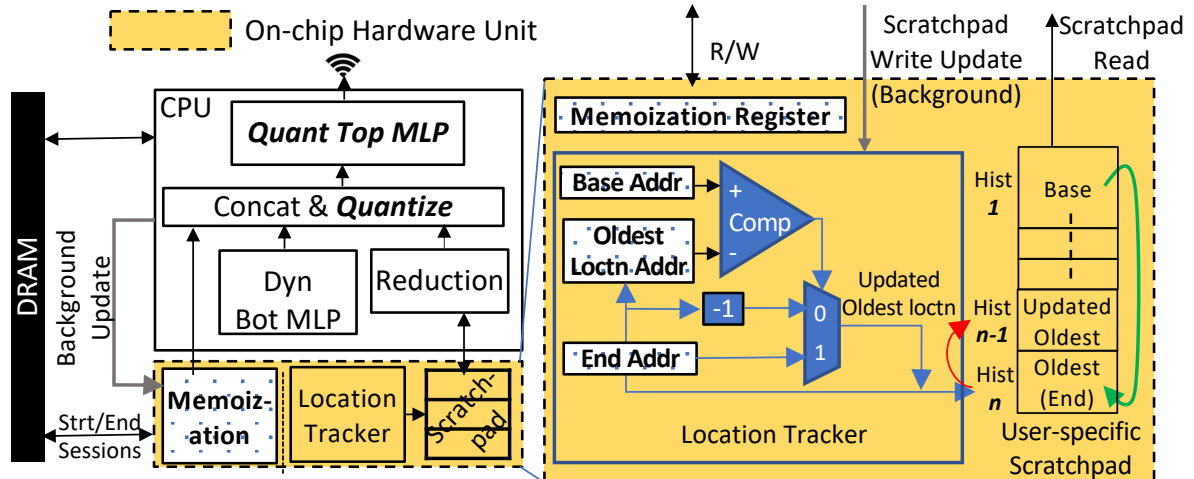 On-chip Hardware Unit
CPU
Quant Top MLP
Concat & Quantize
Dyn
Bot MLP
Reduction
DRAM
Background
Update
Strt/End
Sessions
Memoiz-
ation
Location
Tracker
Scratch-
pad
R/W
Scratchpad
Write Update
(Background)
Scratchpad
Read
Memoization Register
Base Addr
Oldest
Loctn Addr
+
-
Comp
-1
End Addr
0
1
Updated
Oldest loctn
Location Tracker
Hist
1
Base
Hist
n-1
Updated
Oldest
Hist
n
Oldest
(End)
User-specific
Scratchpad